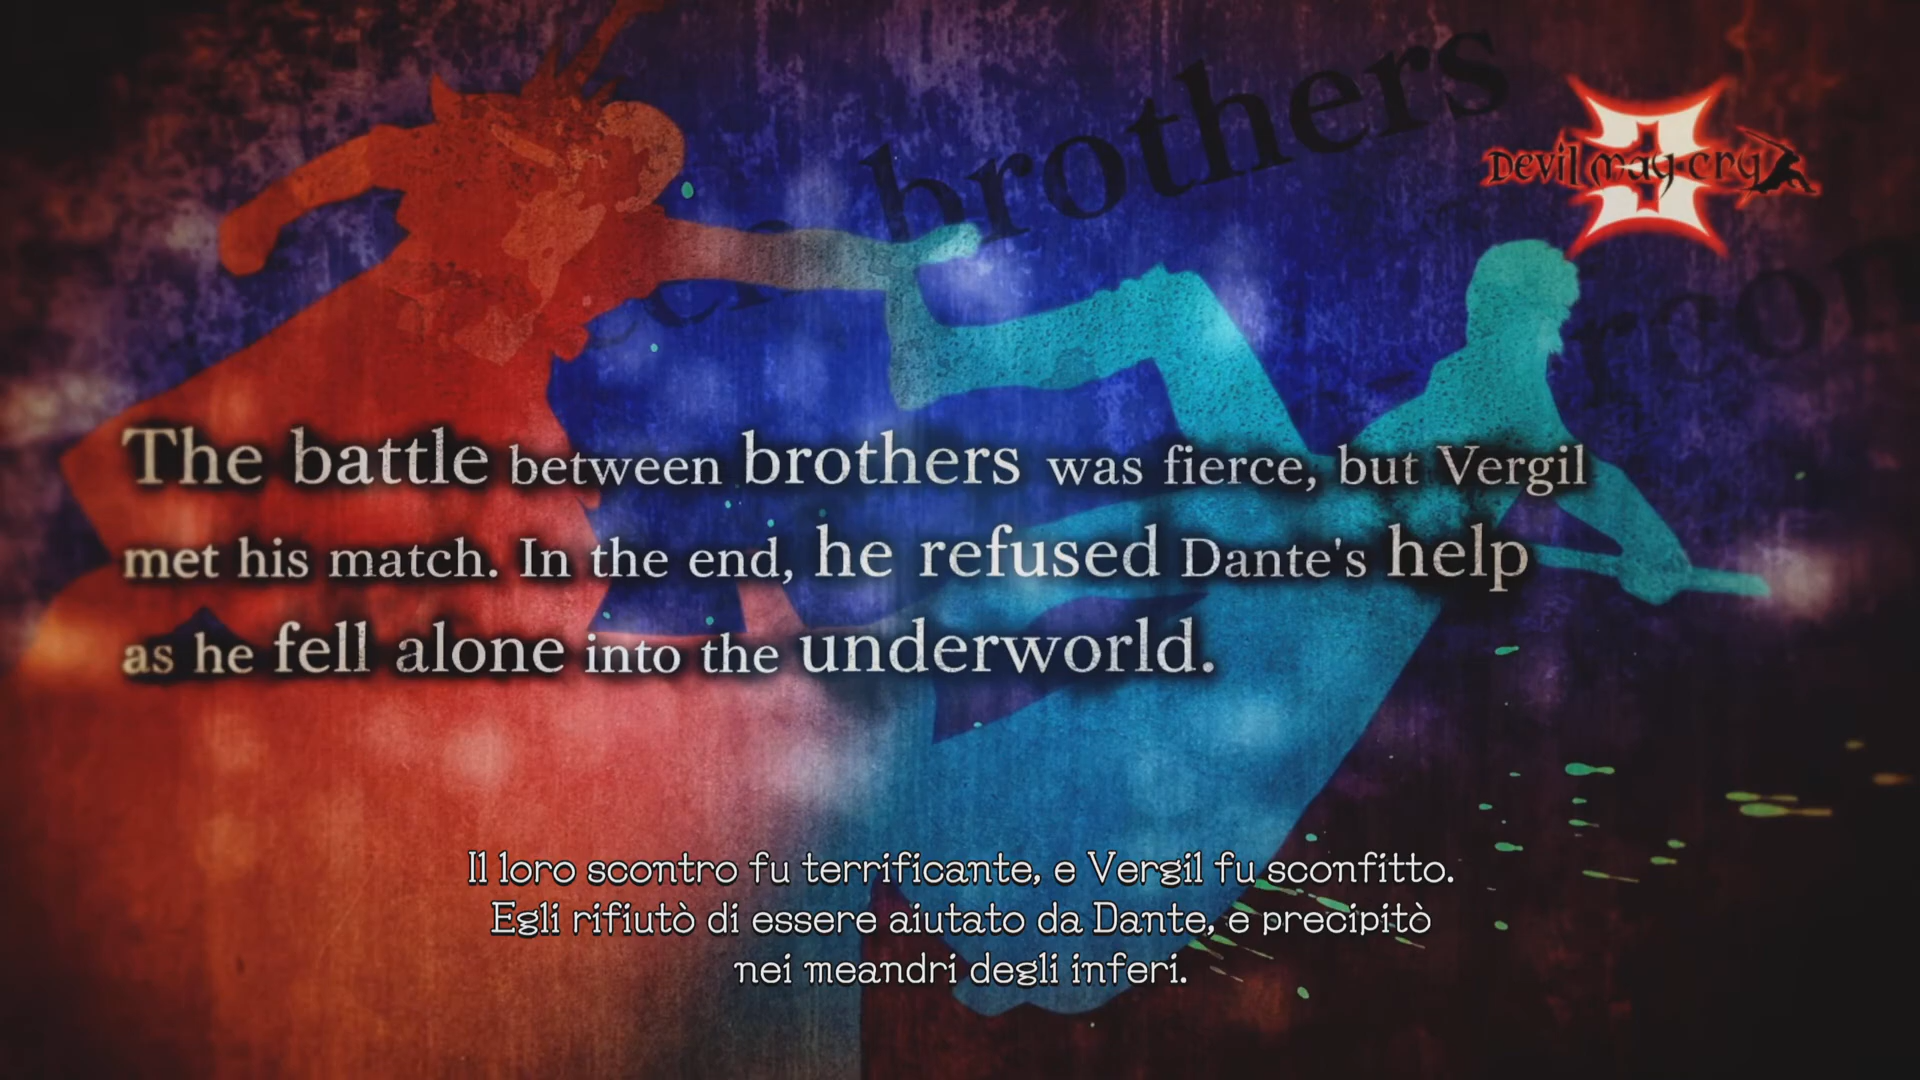 brothers
Devil may cry
3
The battle between brothers was fierce, but Vergil
met his match. In the end, he refused Dante's help
as he fell alone into the underworld.
Il loro scontro fu terrificante, e Vergil fu sconfitto.
Egli rifiutò di essere aiutato da Dante, e precipitò
nei meandri degli inferi.